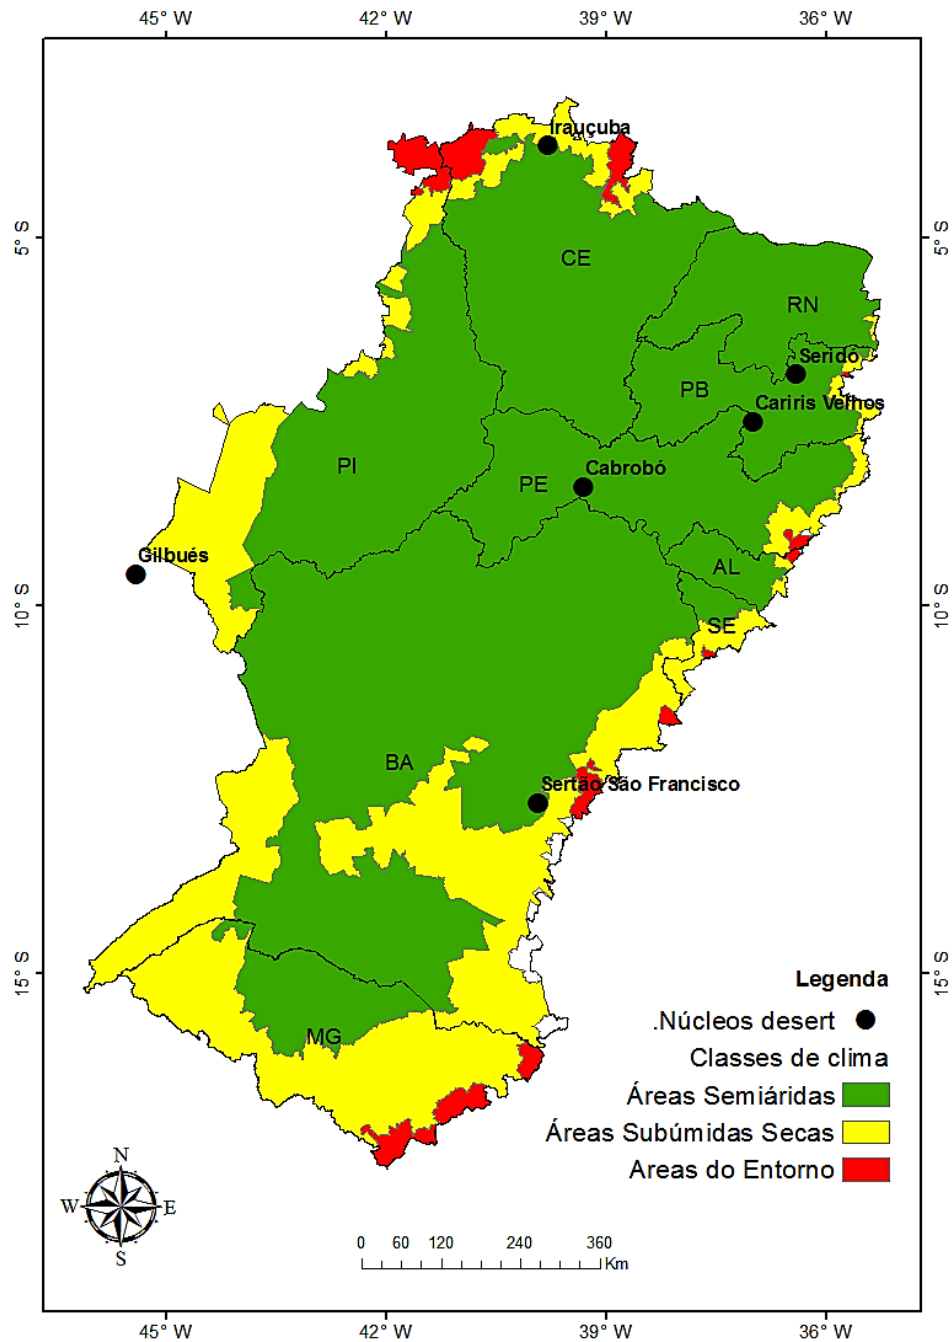 45° W 42° W 39° W 36° W
Irauçuba
5° S 5° S
CE
RN
Seridó
PB
Cariris Velhos
PI
Cabrobó
PE
Gilbués
AL
10° S 10° S
SE
BA
Sertão São Francisco
15° S 15° S
Legenda
.Núcleos desert
MG
Classes de clima
Áreas Semiáridas
Áreas Subúmidas Secas
Areas do Entorno
N
W E
S
0 60 120 240 360
Km
45° W 42° W 39° W 36° W